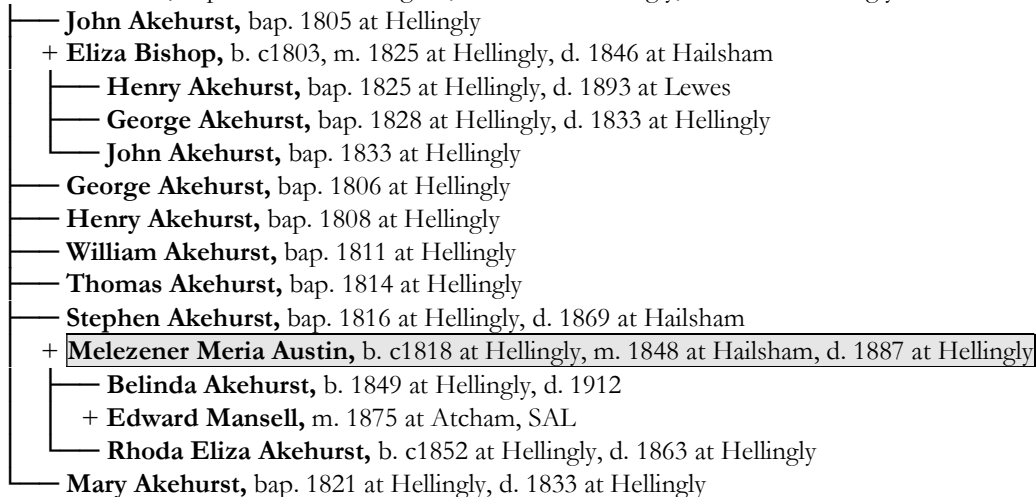 John Akehurst, bap. 1805 at Hellingly
+ Eliza Bishop, b. c1803, m. 1825 at Hellingly, d. 1846 at Hailsham
Henry Akehurst, bap. 1825 at Hellingly, d. 1893 at Lewes
George Akehurst, bap. 1828 at Hellingly, d. 1833 at Hellingly
John Akehurst, bap. 1833 at Hellingly
George Akehurst, bap. 1806 at Hellingly
Henry Akehurst, bap. 1808 at Hellingly
William Akehurst, bap. 1811 at Hellingly
Thomas Akehurst, bap. 1814 at Hellingly
Stephen Akehurst, bap. 1816 at Hellingly, d. 1869 at Hailsham
+ Melezener Meria Austin, b. c1818 at Hellingly, m. 1848 at Hailsham, d. 1887 at Hellingly
Belinda Akehurst, b. 1849 at Hellingly, d. 1912
+ Edward Mansell, m. 1875 at Atcham, SAL
Rhoda Eliza Akehurst, b. c1852 at Hellingly, d. 1863 at Hellingly
Mary Akehurst, bap. 1821 at Hellingly, d. 1833 at Hellingly